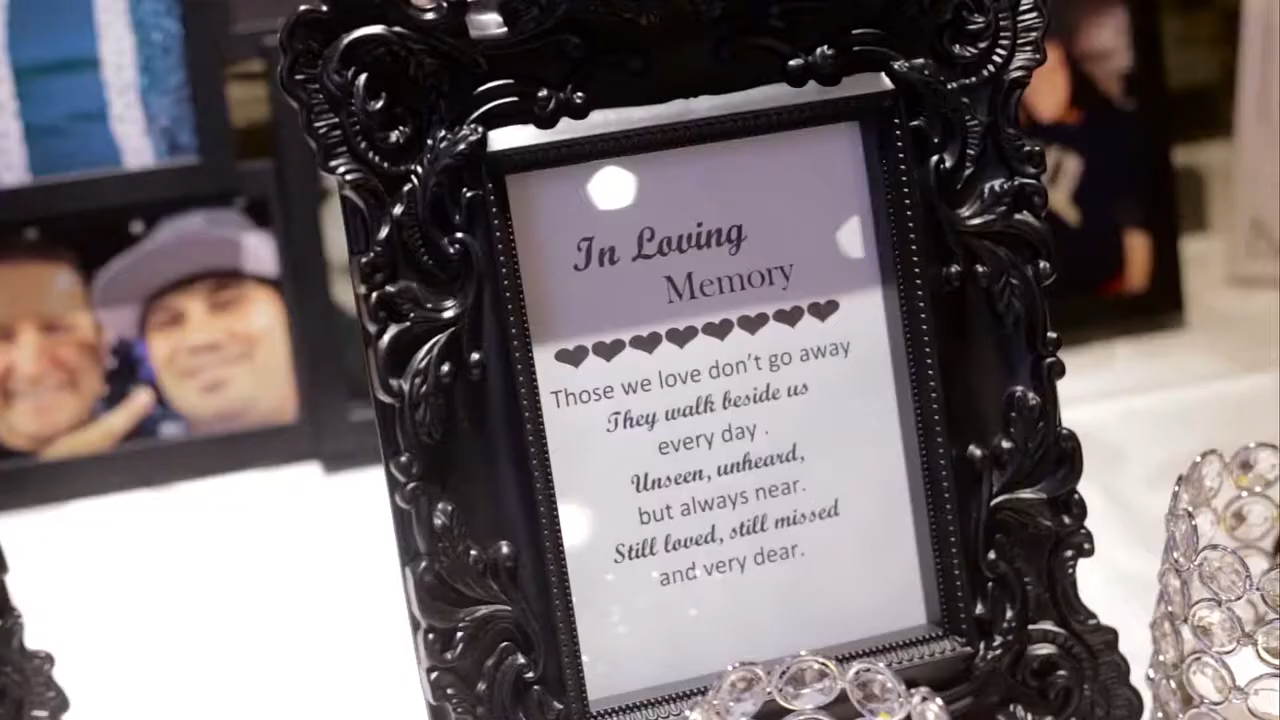 In Loving
Memory
Those we love don't go away
They walk beside us
every day .
Unseen, unheard,
but always near.
Still loved, still missed
and very dear.